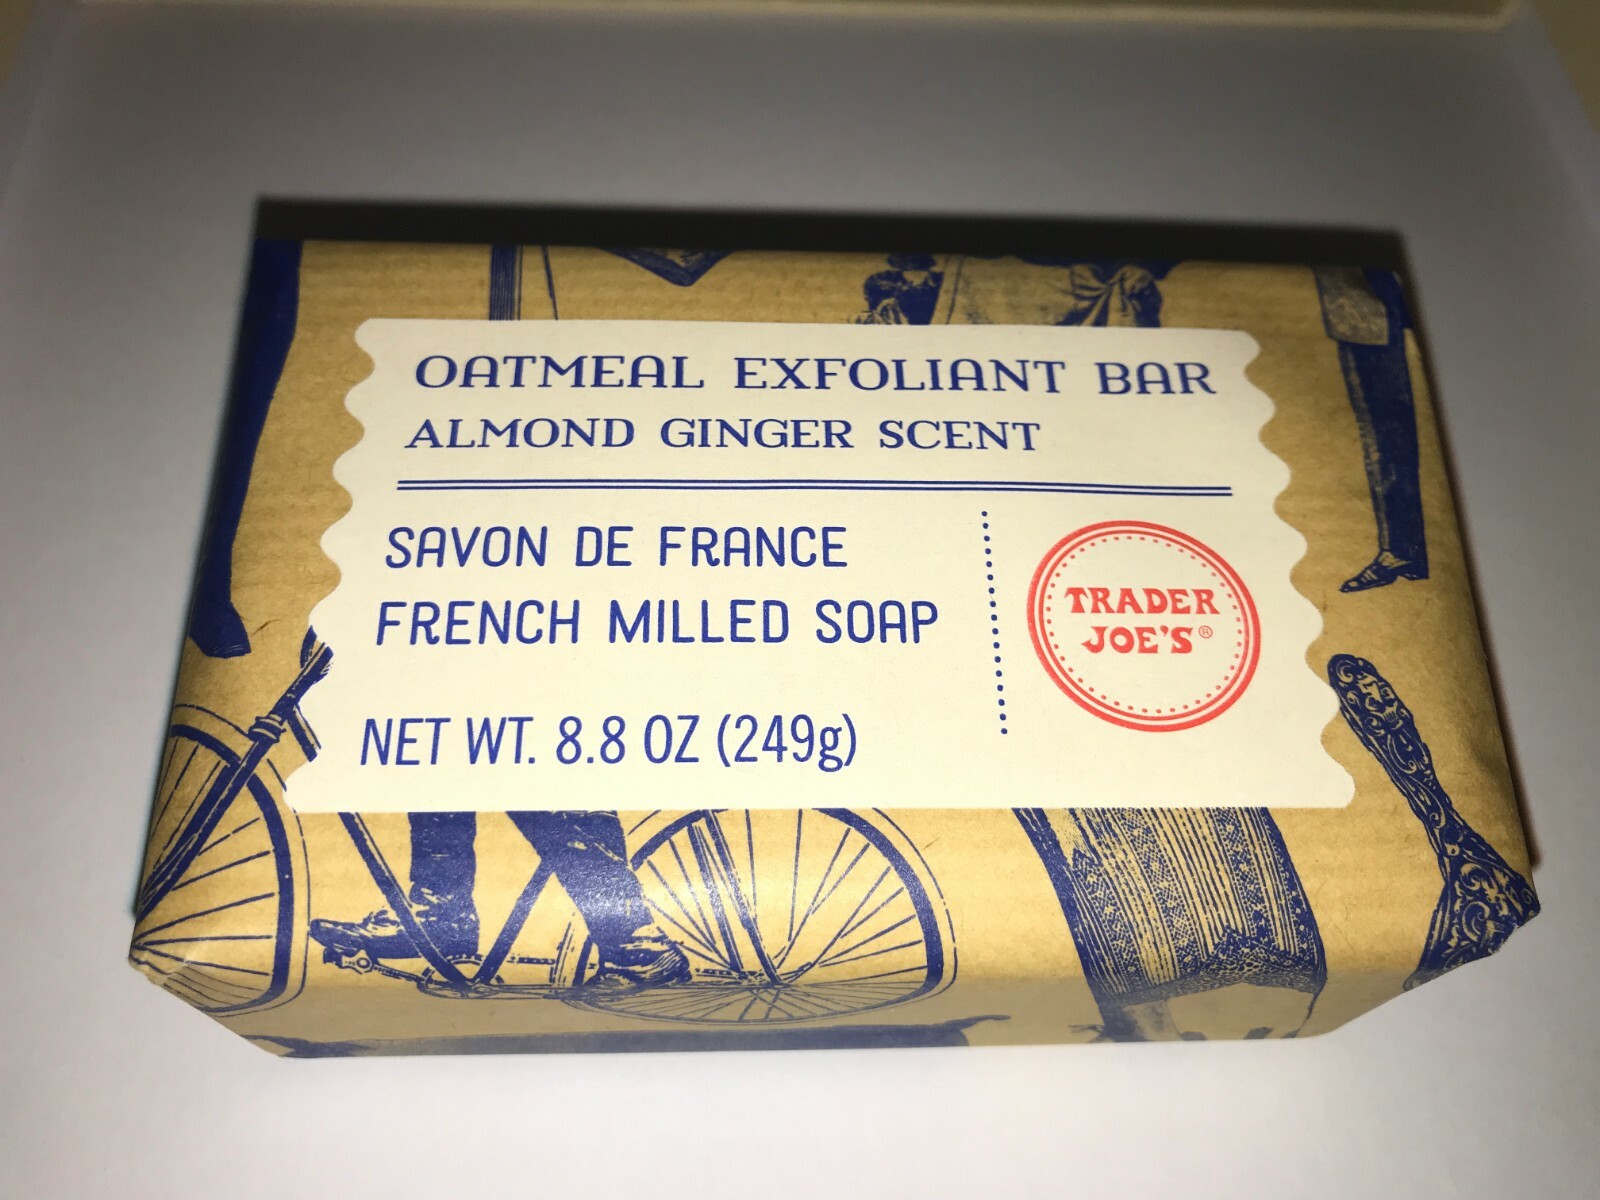 OATMEAL EXFOLIANT BAR
ALMOND GINGER SCENT
SAVON DE FRANCE
FRENCH MILLED SOAP
NET WT. 8.8 OZ (249g)
TRADER
JOE'S®